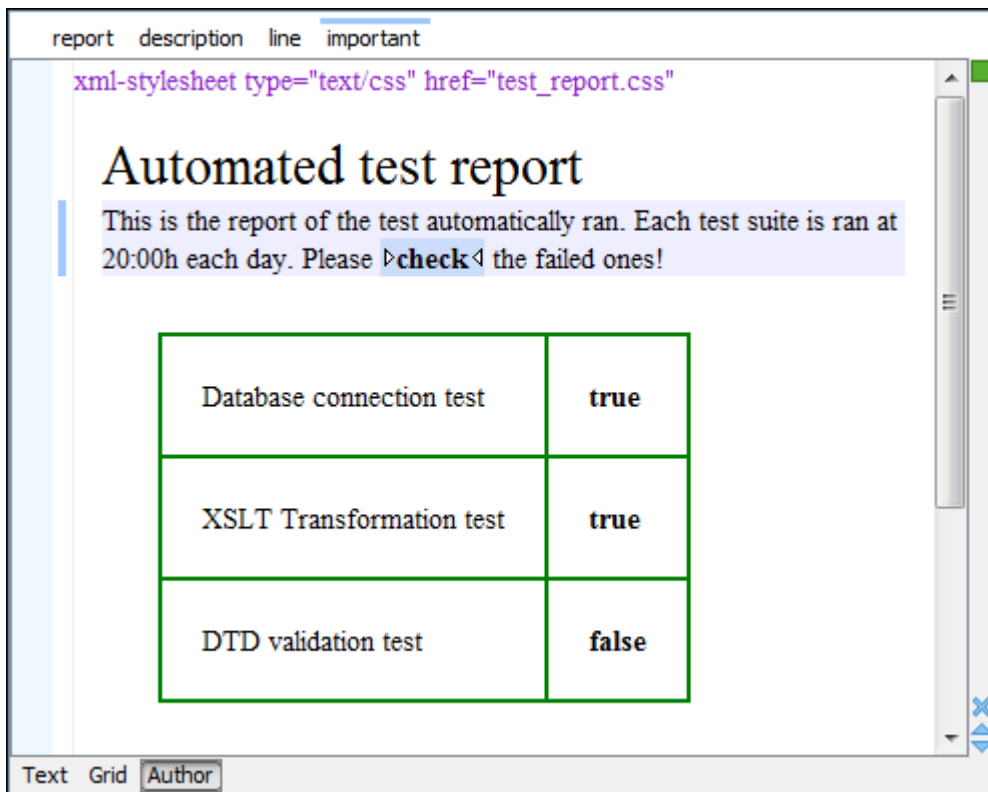 report description line important
xml-stylesheet type="text/css" href="test_report.css"
Automated test report
This is the report of the test automatically ran. Each test suite is ran at
20:00h each day. Please check the failed ones!
Database connection test true
XSLT Transformation test true
DTD validation test false
Text Grid Author